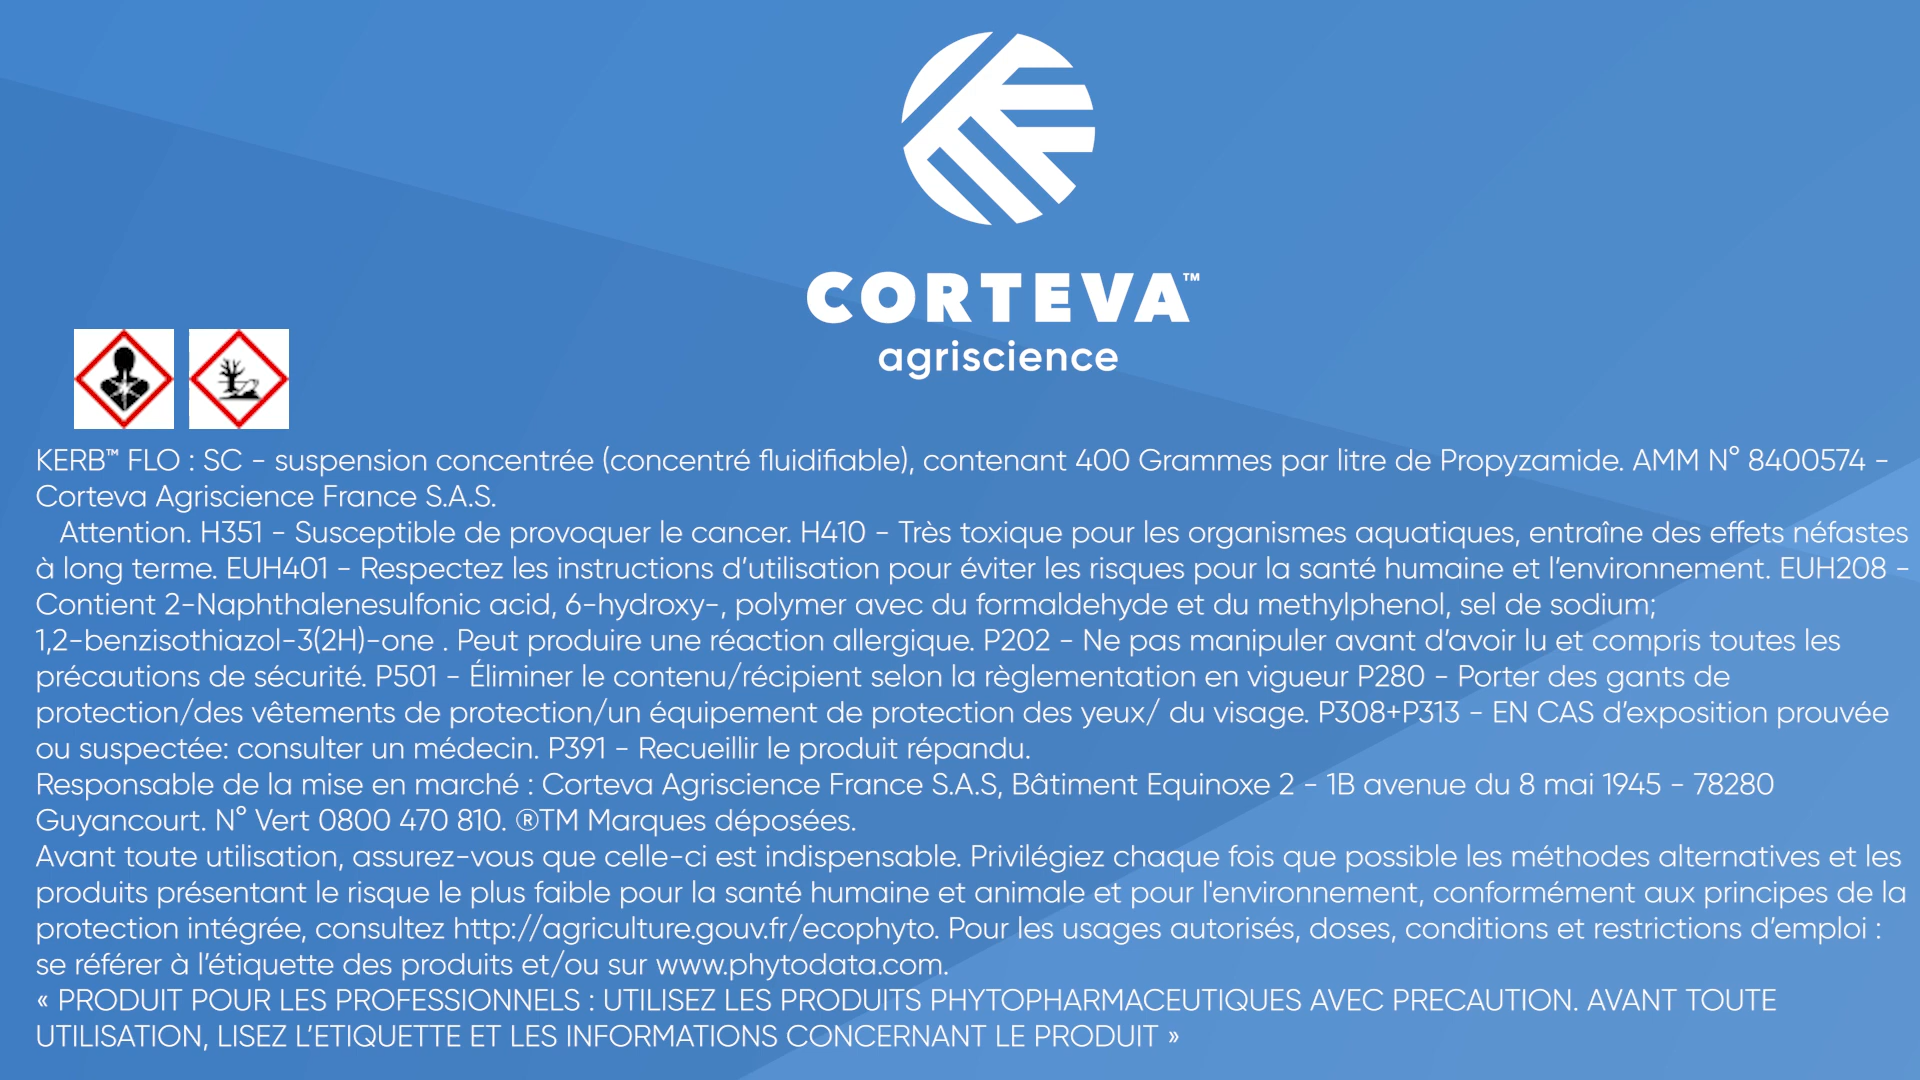 CORTEVA™
agriscience
KERB™ FLO : SC - suspension concentrée (concentré fluidifiable), contenant 400 Grammes par litre de Propyzamide. AMM N° 8400574 -
Corteva Agriscience France S.A.S.
Attention. H351 - Susceptible de provoquer le cancer. H410 - Très toxique pour les organismes aquatiques, entraîne des effets néfastes
à long terme. EUH401 - Respectez les instructions d’utilisation pour éviter les risques pour la santé humaine et l’environnement. EUH208 -
Contient 2-Naphthalenesulfonic acid, 6-hydroxy-, polymer avec du formaldehyde et du methylphenol, sel de sodium;
1,2-benzisothiazol-3(2H)-one . Peut produire une réaction allergique. P202 - Ne pas manipuler avant d’avoir lu et compris toutes les
précautions de sécurité. P501 - Éliminer le contenu/récipient selon la règlementation en vigueur P280 - Porter des gants de
protection/des vêtements de protection/un équipement de protection des yeux/ du visage. P308+P313 - EN CAS d’exposition prouvée
ou suspectée: consulter un médecin. P391 - Recueillir le produit répandu.
Responsable de la mise en marché : Corteva Agriscience France S.A.S, Bâtiment Equinoxe 2 - 1B avenue du 8 mai 1945 - 78280
Guyancourt. N° Vert 0800 470 810. ®TM Marques déposées.
Avant toute utilisation, assurez-vous que celle-ci est indispensable. Privilégiez chaque fois que possible les méthodes alternatives et les
produits présentant le risque le plus faible pour la santé humaine et animale et pour l'environnement, conformément aux principes de la
protection intégrée, consultez http://agriculture.gouv.fr/ecophyto. Pour les usages autorisés, doses, conditions et restrictions d’emploi :
se référer à l’étiquette des produits et/ou sur www.phytodata.com.
« PRODUIT POUR LES PROFESSIONNELS : UTILISEZ LES PRODUITS PHYTOPHARMACEUTIQUES AVEC PRECAUTION. AVANT TOUTE
UTILISATION, LISEZ L’ETIQUETTE ET LES INFORMATIONS CONCERNANT LE PRODUIT »